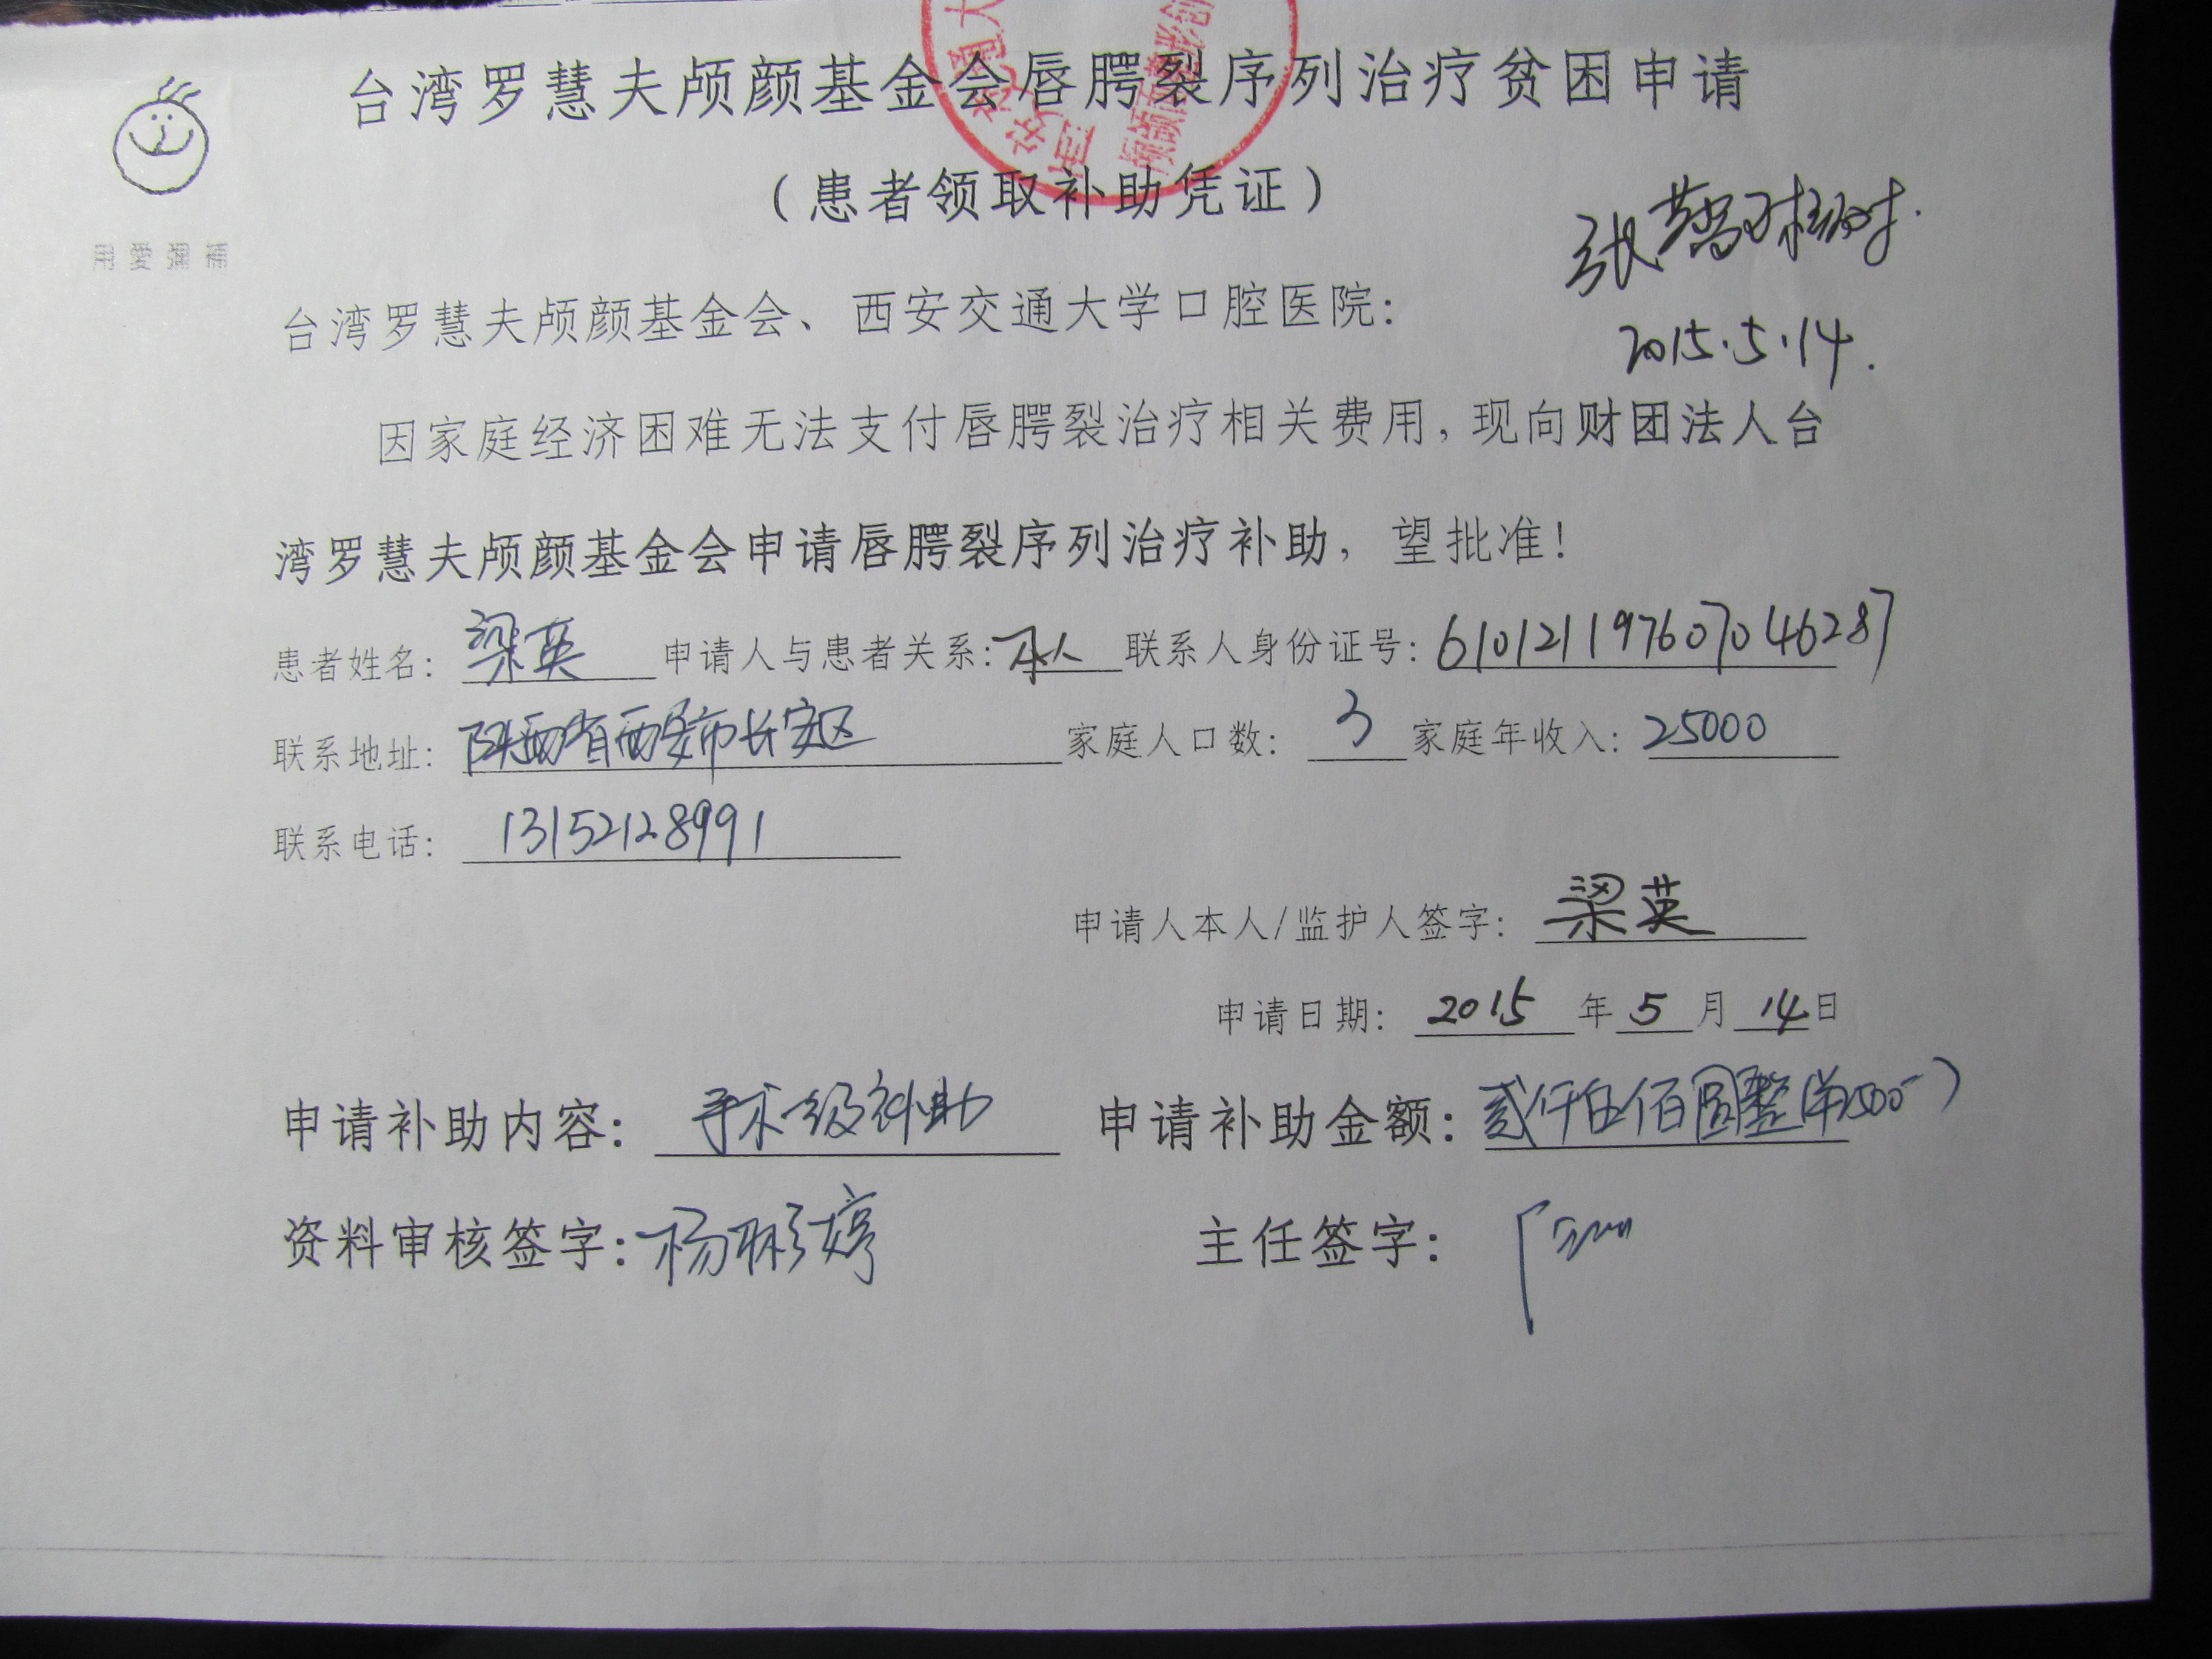 台湾罗慧夫颅颜基金会唇腭裂序列治疗贫困申请
（患者领取补助凭证）
用愛彌補
2015.5.14.
台湾罗慧夫颅颜基金会、西安交通大学口腔医院：
因家庭经济困难无法支付唇腭裂治疗相关费用，现向财团法人台
湾罗慧夫颅颜基金会申请唇腭裂序列治疗补助，望批准！
患者姓名：梁英 申请人与患者关系：本人 联系人身份证号：610121197607046287
联系地址：陕西省西安市长安区 家庭人口数：3 家庭年收入：25000
联系电话：13152128991
申请人本人/监护人签字：梁英
申请日期：2015年5月14日
申请补助内容：手术一级补助 申请补助金额：贰仟伍佰圆整
资料审核签字：杨彤婷 主任签字：